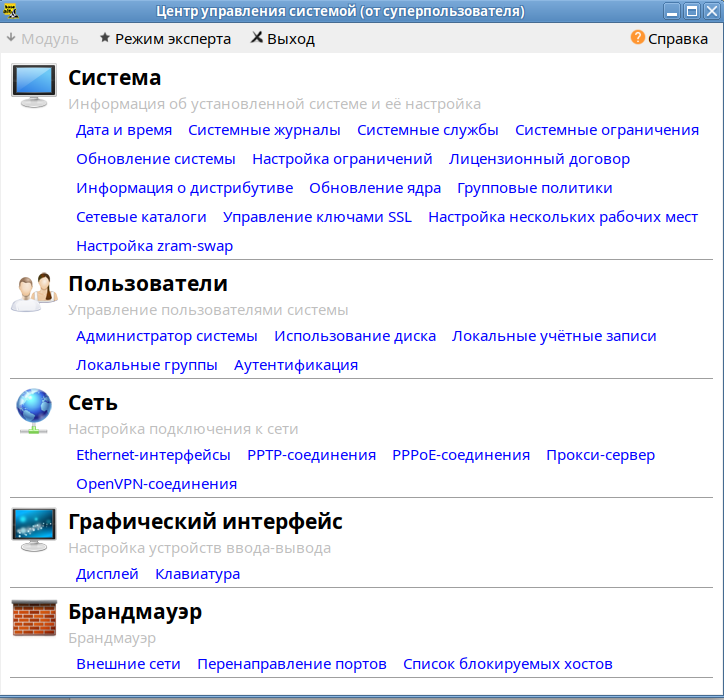 Центр управления системой (от суперпользователя)
Модуль Режим эксперта Выход Справка
Система
Информация об установленной системе и её настройка
Дата и время Системные журналы Системные службы Системные ограничения
Обновление системы Настройка ограничений Лицензионный договор
Информация о дистрибутиве Обновление ядра Групповые политики
Сетевые каталоги Управление ключами SSL Настройка нескольких рабочих мест
Настройка zram-swap
Пользователи
Управление пользователями системы
Администратор системы Использование диска Локальные учётные записи
Локальные группы Аутентификация
Сеть
Настройка подключения к сети
Ethernet-интерфейсы PPTP-соединения PPPoE-соединения Прокси-сервер
OpenVPN-соединения
Графический интерфейс
Настройка устройств ввода-вывода
Дисплей Клавиатура
Брандмауэр
Брандмауэр
Внешние сети Перенаправление портов Список блокируемых хостов